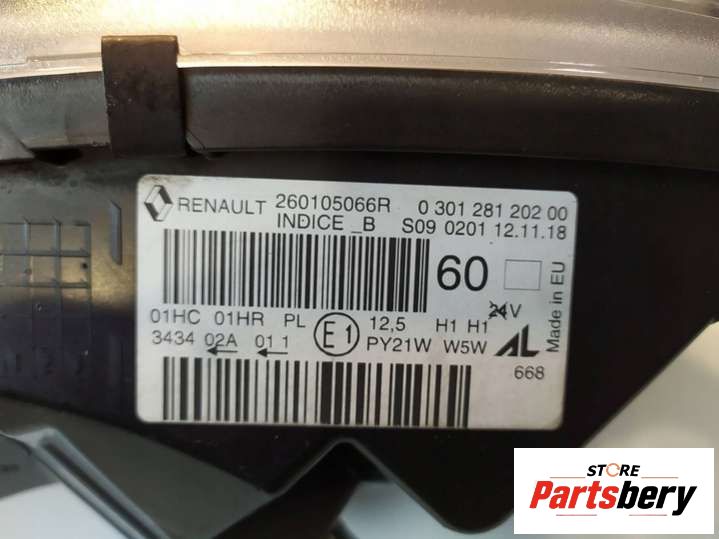 RENAULT 260105066R 0 301 281 202 00
INDICE _B S09 0201 12.11.18
60
Made in EU
01HC 01HR PL E1 12,5 H1 H1 24V
3434 02A 01 1 PY21W W5W AL
668
STORE
Partsbery